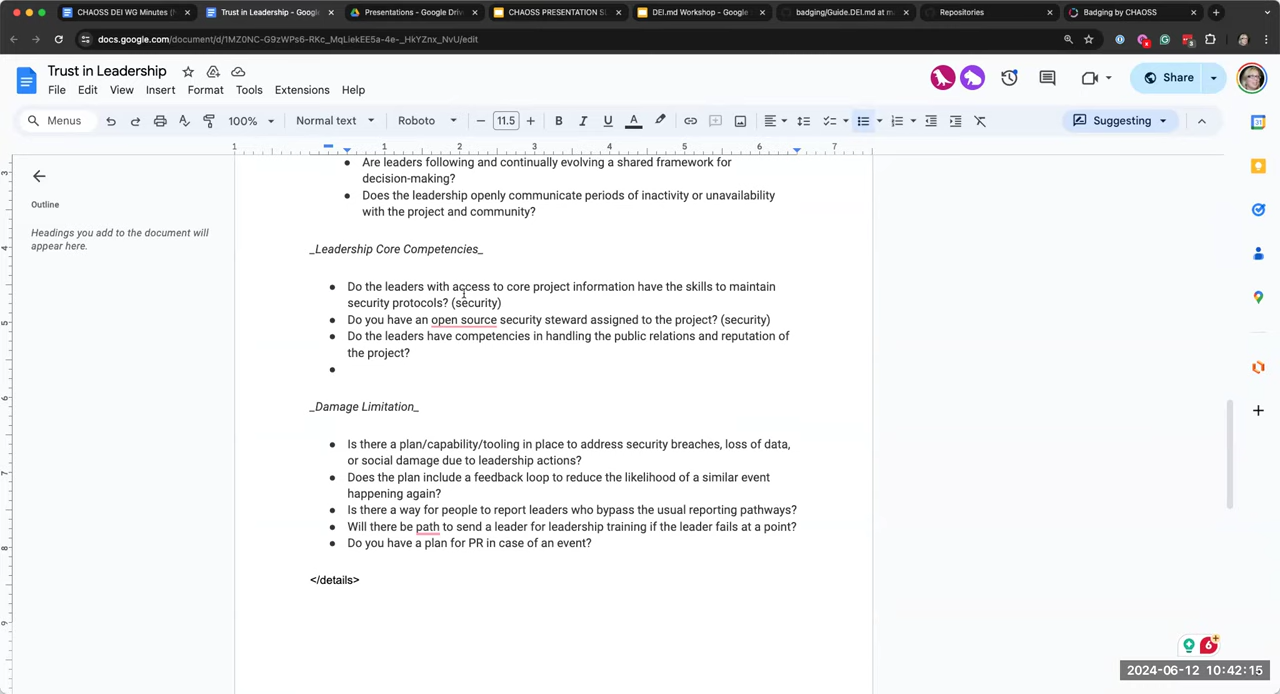 CHAOSS DEI WG Minutes (N
Trust in Leadership - Google
Presentations - Google Driv
CHAOSS PRESENTATION S
DEI.md Workshop - Google
badging/Guide.DEI.md at m
Repositories
Badging by CHAOSS
docs.google.com/document/d/1MZ0NC-G9zWPs6-RKc_MqLiekEE5a-4e-_HkYZnx_NvU/edit
Trust in Leadership
File Edit View Insert Format Tools Extensions Help
Share
Menus 100% Normal text Roboto 11.5 Suggesting
1 1 2 3 4 5 6 7
Outline
Headings you add to the document will
appear here.
Are leaders following and continually evolving a shared framework for
decision-making?
Does the leadership openly communicate periods of inactivity or unavailability
with the project and community?
_Leadership Core Competencies_
Do the leaders with access to core project information have the skills to maintain
security protocols? (security)
Do you have an open source security steward assigned to the project? (security)
Do the leaders have competencies in handling the public relations and reputation of
the project?
_Damage Limitation_
Is there a plan/capability/tooling in place to address security breaches, loss of data,
or social damage due to leadership actions?
Does the plan include a feedback loop to reduce the likelihood of a similar event
happening again?
Is there a way for people to report leaders who bypass the usual reporting pathways?
Will there be path to send a leader for leadership training if the leader fails at a point?
Do you have a plan for PR in case of an event?
</details>
2024-06-12 10:42:15